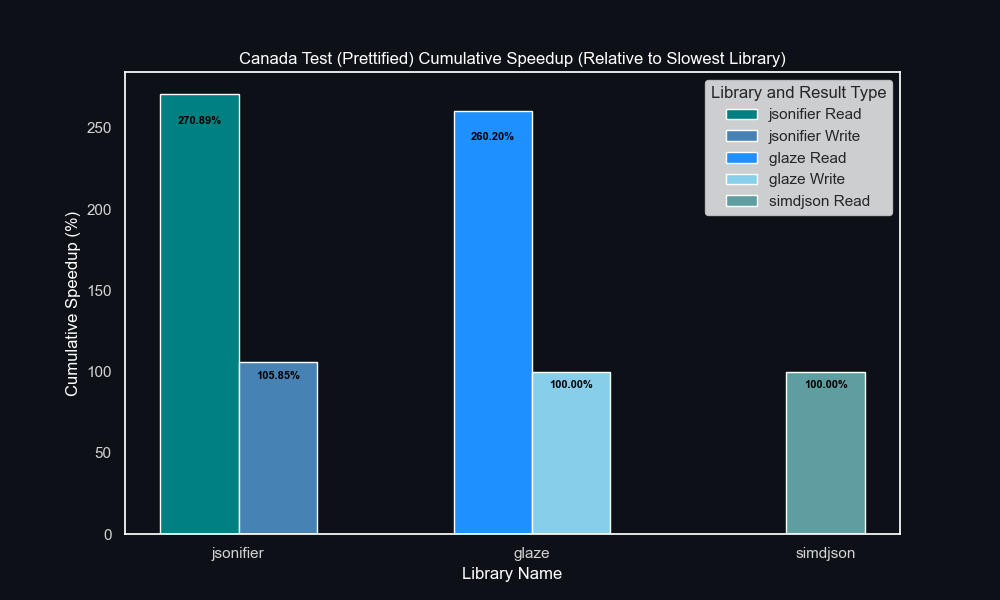 Canada Test (Prettified) Cumulative Speedup (Relative to Slowest Library)
Library and Result Type
jsonifier Read
jsonifier Write
glaze Read
glaze Write
simdjson Read
Cumulative Speedup (%)
250
200
150
100
50
0
270.89%
105.85%
260.20%
100.00%
100.00%
jsonifier
glaze
simdjson
Library Name